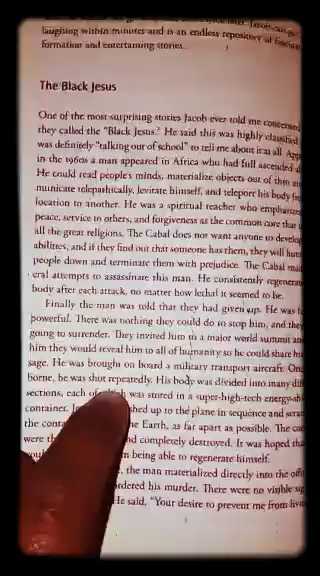 laughing within minutes and is an endless repository of
formation and entertaining stories.
The Black Jesus
One of the most surprising stories Jacob ever told me concerned
they called the "Black Jesus." He said this was highly classified
was definitely "talking out of school" to tell me about it at all.
in the 1960s a man appeared in Africa who had full ascended
He could read people's minds, materialize objects out of thin
municate telepathically, levitate himself, and teleport his body
location to another. He was a spiritual teacher who
peace, service to others, and forgiveness as the common core
all the great religions. The Cabal does not want anyone to develop
abilities, and if they find out that someone has them, they will
people down and terminate them with prejudice. The Cabal
eral attempts to assassinate this man. He consistently
body after each attack, no matter how lethal it seemed to be.
Finally the man was told that they had given up. He was
powerful. There was nothing they could do to stop him, and they
going to surrender. They invited him to a major world summit
him they would reveal him to all of humanity so he could share
sage. He was brought on board a military transport aircraft.
borne, he was shot repeatedly. His body was divided into many
sections, each of was stored in a super-high-tech energy
container. shed up to the plane in sequence and
the Earth, as far apart as possible. The
were nd completely destroyed. It was hoped
m being able to regenerate himself.
, the man materialized directly into the
dered his murder. There were no visible
He said, "Your desire to prevent me from